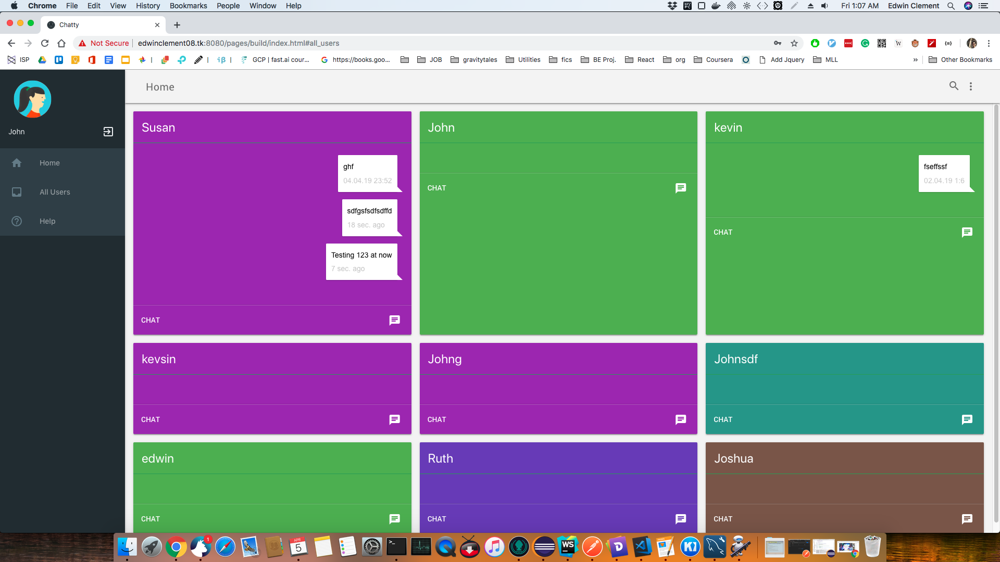 Chrome File Edit View History Bookmarks People Window Help Fri 1:07 AM Edwin Clement
Chatty
Not Secure edwinclement08.tk:8080/pages/build/index.html#all_users
ISP GCP | fast.ai cour... https://books.goo... JOB gravitytales Utilities fics BE Proj. React org Coursera Add Jquery MLL » Other Bookmarks
Home
John
Home
All Users
Help
Susan
ghf
04.04.19 23:52
sdfgsfsdfsdffd
18 sec. ago
Testing 123 at now
7 sec. ago
CHAT
John
CHAT
kevin
fseffssf
02.04.19 1:6
CHAT
kevsin
CHAT
Johng
CHAT
Johnsdf
CHAT
edwin
CHAT
Ruth
CHAT
Joshua
CHAT
1
APR
5
WS
K1